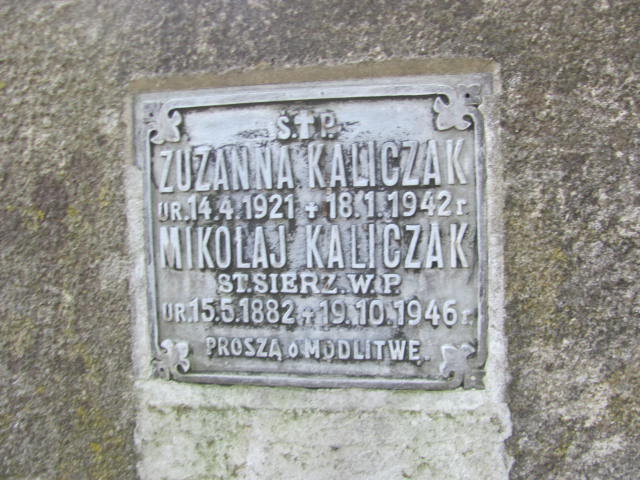 Ś.✝P.
ZUZANNA KALICZAK
UR.14.4.1921 ✝ 18.1.1942 r.
MIKOŁAJ KALICZAK
ST.SIERŻ.W.P.
UR.15.5.1882 ✝ 19.10.1946 r.
PROSZĄ o MODLITWĘ.